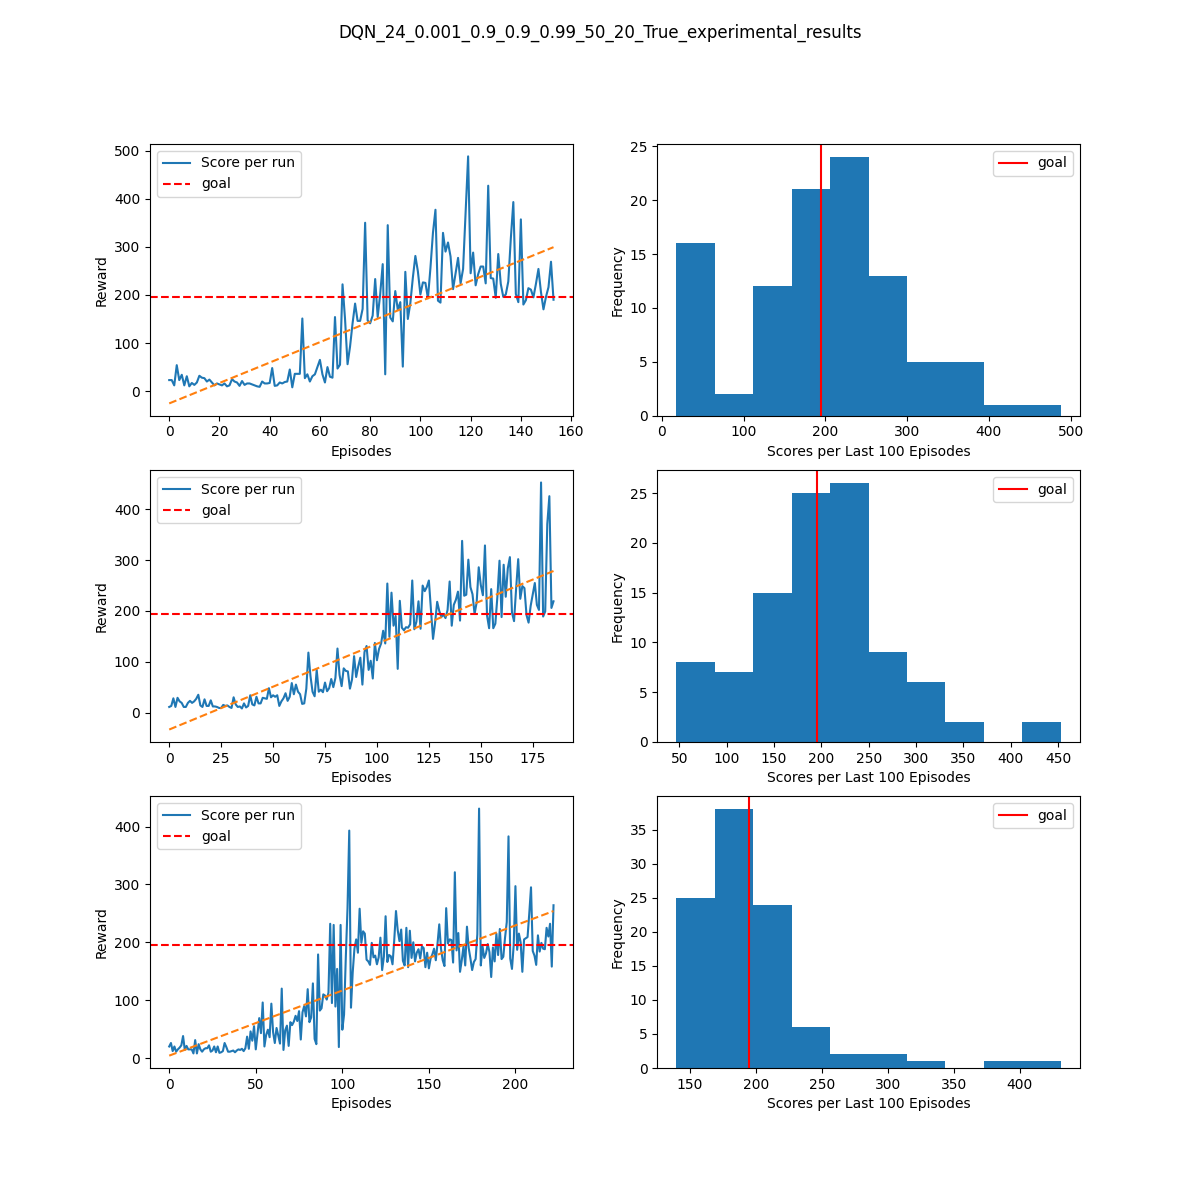 DQN_24_0.001_0.9_0.9_0.99_50_20_True_experimental_results
500
400
300
200
100
0
Reward
Score per run
goal
0 20 40 60 80 100 120 140 160
Episodes
25
20
15
10
5
0
Frequency
goal
0 100 200 300 400 500
Scores per Last 100 Episodes
400
300
200
100
0
Reward
Score per run
goal
0 25 50 75 100 125 150 175
Episodes
25
20
15
10
5
0
Frequency
goal
50 100 150 200 250 300 350 400 450
Scores per Last 100 Episodes
400
300
200
100
0
Reward
Score per run
goal
0 50 100 150 200
Episodes
35
30
25
20
15
10
5
0
Frequency
goal
150 200 250 300 350 400
Scores per Last 100 Episodes